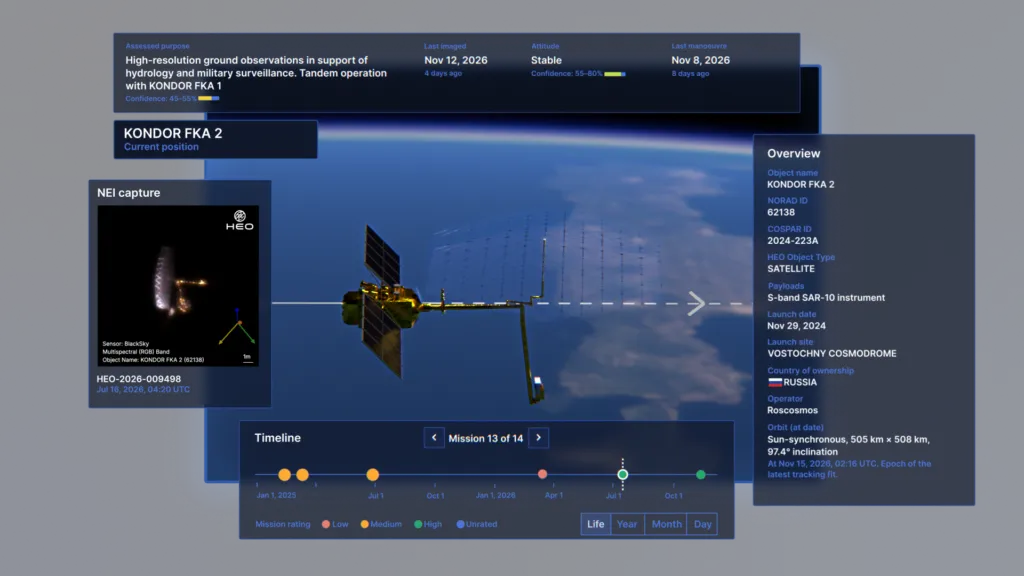 Assessed purpose
High-resolution ground observations in support of
hydrology and military surveillance. Tandem operation
with KONDOR FKA 1
Confidence: 45–55%
Last imaged
Nov 12, 2026
4 days ago
Attitude
Stable
Confidence: 55–80%
Last manoeuvre
Nov 8, 2026
8 days ago
KONDOR FKA 2
Current position
NEI capture
HEO
Sensor: BlackSky
Multispectral (RGB) Band
Object Name: KONDOR FKA 2 (62138)
1m
HEO-2026-009498
Jul 16, 2026, 04:20 UTC
Overview
Object name
KONDOR FKA 2
NORAD ID
62138
COSPAR ID
2024-223A
HEO Object Type
SATELLITE
Payloads
S-band SAR-10 instrument
Launch date
Nov 29, 2024
Launch site
VOSTOCHNY COSMODROME
Country of ownership
RUSSIA
Operator
Roscosmos
Orbit (at date)
Sun-synchronous, 505 km × 508 km,
97.4° inclination
At Nov 15, 2026, 02:16 UTC. Epoch of the
latest tracking fit.
Timeline
Mission 13 of 14
Jan 1, 2025
Jul 1
Oct 1
Jan 1, 2026
Apr 1
Jul 1
Oct 1
Mission rating
Low
Medium
High
Unrated
Life
Year
Month
Day